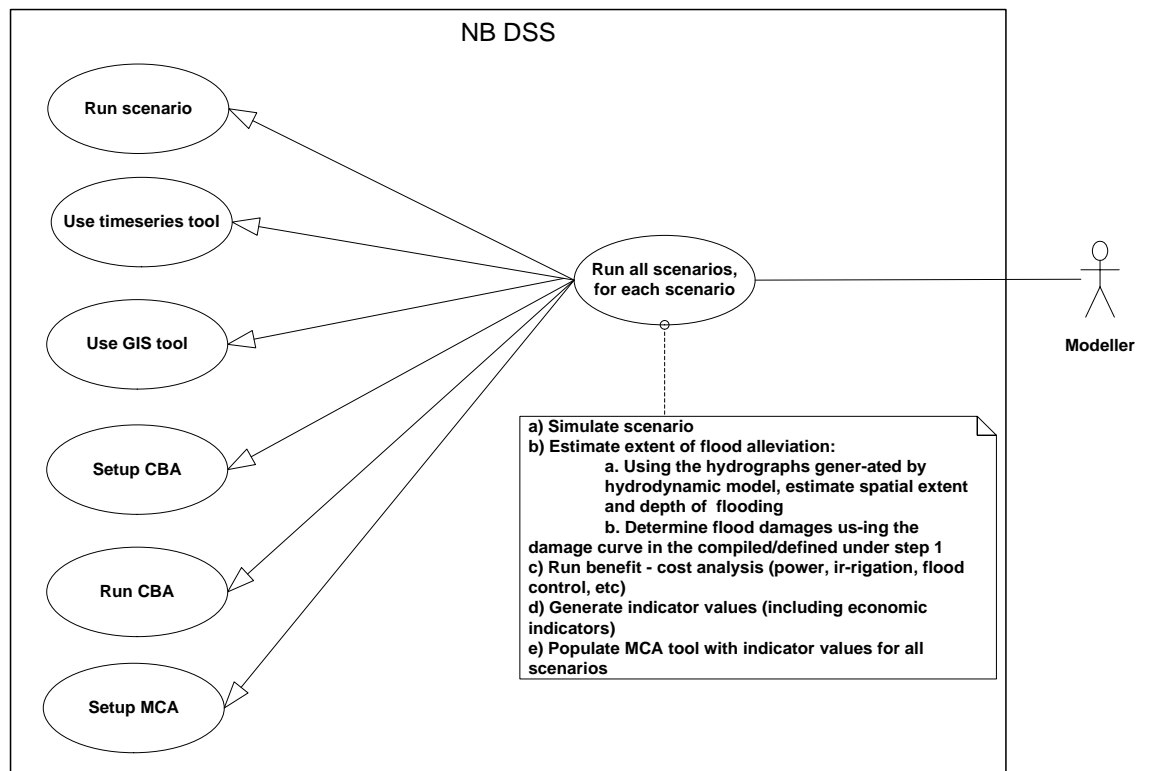 NB DSS
Run scenario
Use timeseries tool
Use GIS tool
Setup CBA
Run CBA
Setup MCA
Run all scenarios,
for each scenario
Modeller
a) Simulate scenario
b) Estimate extent of flood alleviation:
a. Using the hydrographs gener-ated by
hydrodynamic model, estimate spatial extent
and depth of  flooding
b. Determine flood damages us-ing the
damage curve in the compiled/defined under step 1
c) Run benefit - cost analysis (power, ir-rigation, flood
control, etc)
d) Generate indicator values (including economic
indicators)
e) Populate MCA tool with indicator values for all
scenarios